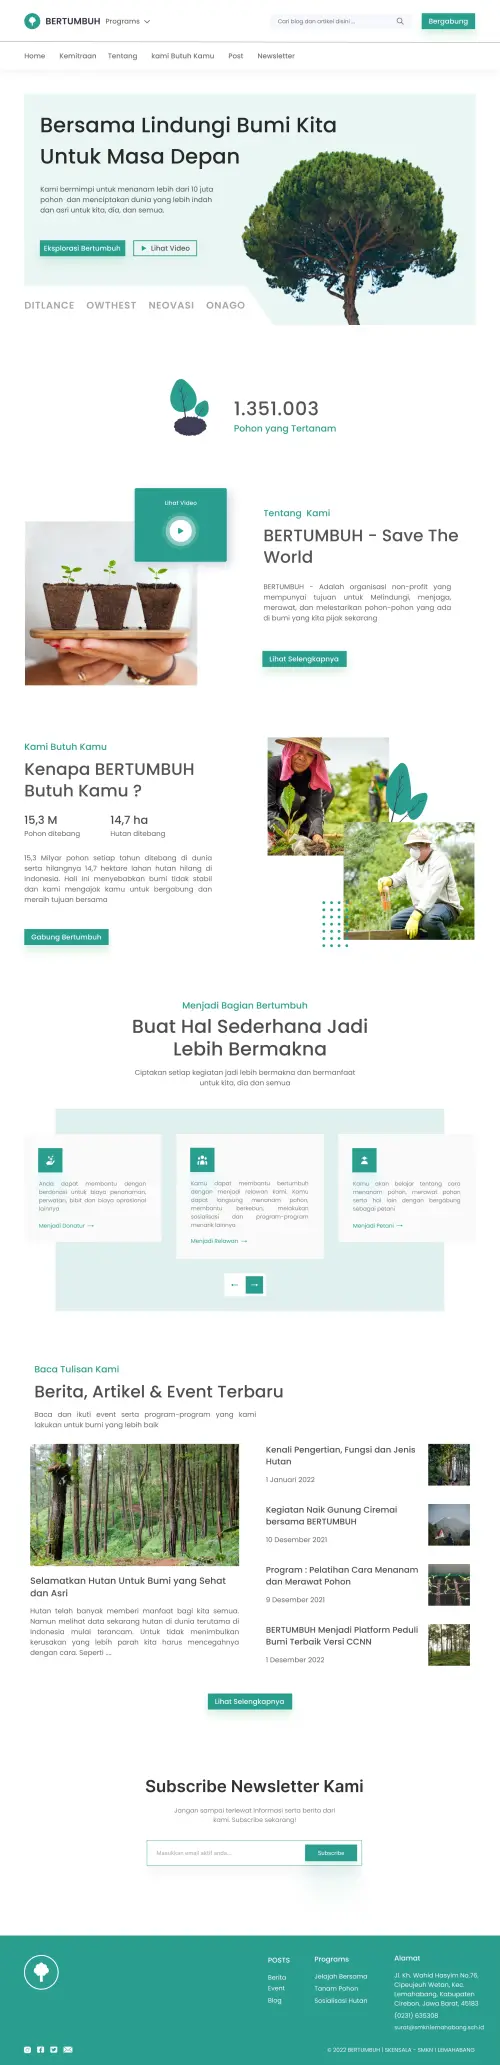 BERTUMBUH Programs
Cari blog dan artikel disini ...
Bergabung
Home Kemitraan Tentang kami Butuh Kamu Post Newsletter
Bersama Lindungi Bumi Kita
Untuk Masa Depan
Kami bermimpi untuk menanam lebih dari 10 juta
pohon dan menciptakan dunia yang lebih indah
dan asri untuk kita, dia, dan semua.
Eksplorasi Bertumbuh
Lihat Video
DITLANCE OWTHEST NEOVASI ONAGO
1.351.003
Pohon yang Tertanam
Lihat Video
Tentang Kami
BERTUMBUH - Save The
World
BERTUMBUH - Adalah organisasi non-profit yang
mempunyai tujuan untuk Melindungi, menjaga,
merawat, dan melestarikan pohon-pohon yang ada
di bumi yang kita pijak sekarang
Lihat Selengkapnya
Kami Butuh Kamu
Kenapa BERTUMBUH
Butuh Kamu ?
15,3 M 14,7 ha
Pohon ditebang Hutan ditebang
15,3 Milyar pohon setiap tahun ditebang di dunia
serta hilangnya 14,7 hektare lahan hutan hilang di
Indonesia. Hali ini menyebabkan bumi tidak stabil
dan kami mengajak kamu untuk bergabung dan
meraih tujuan bersama
Gabung Bertumbuh
Menjadi Bagian Bertumbuh
Buat Hal Sederhana Jadi
Lebih Bermakna
Ciptakan setiap kegiatan jadi lebih bermakna dan bermanfaat
untuk kita, dia dan semua
Anda dapat membantu dengan
berdonasi untuk biaya penanaman,
perwatan, bibit dan biaya oprasional
lainnya
Menjadi Donatur →
Kamu dapat membantu bertumbuh
dengan menjadi relawan kami. Kamu
dapat langsung menanam pohon,
membantu berkebun, melakukan
sosialisasi dan program-program
menarik lainnya
Menjadi Relawan →
Kamu akan belajar tentang cara
menanam pohon, merawat pohon
serta hal lain dengan bergabung
sebagai petani
Menjadi Petani →
← →
Baca Tulisan Kami
Berita, Artikel & Event Terbaru
Baca dan ikuti event serta program-program yang kami
lakukan untuk bumi yang lebih baik
Selamatkan Hutan Untuk Bumi yang Sehat
dan Asri
Hutan telah banyak memberi manfaat bagi kita semua.
Namun melihat data sekarang hutan di dunia terutama di
Indonesia mulai terancam. Untuk tidak menimbulkan
kerusakan yang lebih parah kita harus mencegahnya
dengan cara. Seperti ....
Kenali Pengertian, Fungsi dan Jenis
Hutan
1 Januari 2022
Kegiatan Naik Gunung Ciremai
bersama BERTUMBUH
10 Desember 2021
Program : Pelatihan Cara Menanam
dan Merawat Pohon
9 Desember 2021
BERTUMBUH Menjadi Platform Peduli
Bumi Terbaik Versi CCNN
1 Desember 2022
Lihat Selengkapnya
Subscribe Newsletter Kami
Jangan sampai terlewat informasi serta berita dari
kami. Subscribe sekarang!
Masukkan email aktif anda...
Subscribe
POSTS
Berita
Event
Blog
Programs
Jelajah Bersama
Tanam Pohon
Sosialisasi Hutan
Alamat
Jl. Kh. Wahid Hasyim No.76,
Cipeujeuh Wetan, Kec.
Lemahabang, Kabupaten
Cirebon, Jawa Barat, 45183
(0231) 635308
surat@smkn1lemahabang.sch.id
© 2022 BERTUMBUH | SKENSALA - SMKN 1 LEMAHABANG